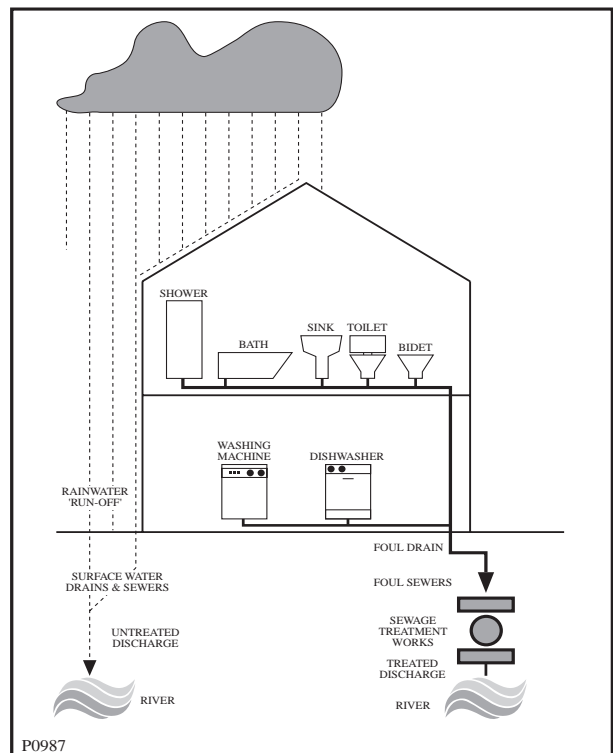 SHOWER
BATH
SINK
TOILET
BIDET
WASHING
MACHINE
DISHWASHER
RAINWATER
'RUN-OFF'
FOUL DRAIN
SURFACE WATER
DRAINS & SEWERS
FOUL SEWERS
UNTREATED
DISCHARGE
SEWAGE
TREATMENT
WORKS
TREATED
DISCHARGE
RIVER
RIVER
P0987